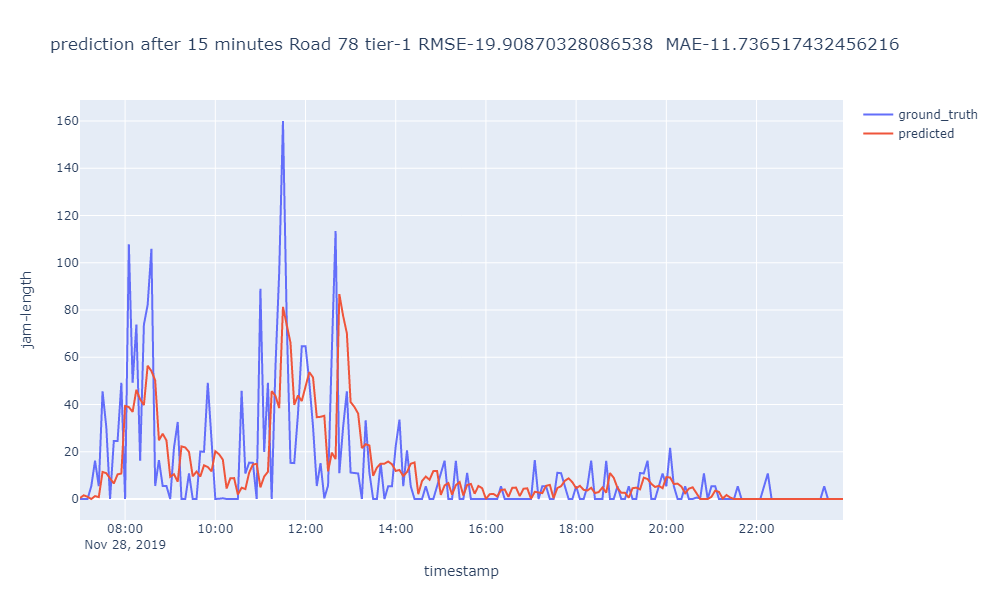 prediction after 15 minutes Road 78 tier-1 RMSE-19.90870328086538  MAE-11.736517432456216
ground_truth
predicted
160
140
120
100
80
60
40
20
0
jam-length
08:00 10:00 12:00 14:00 16:00 18:00 20:00 22:00
Nov 28, 2019
timestamp